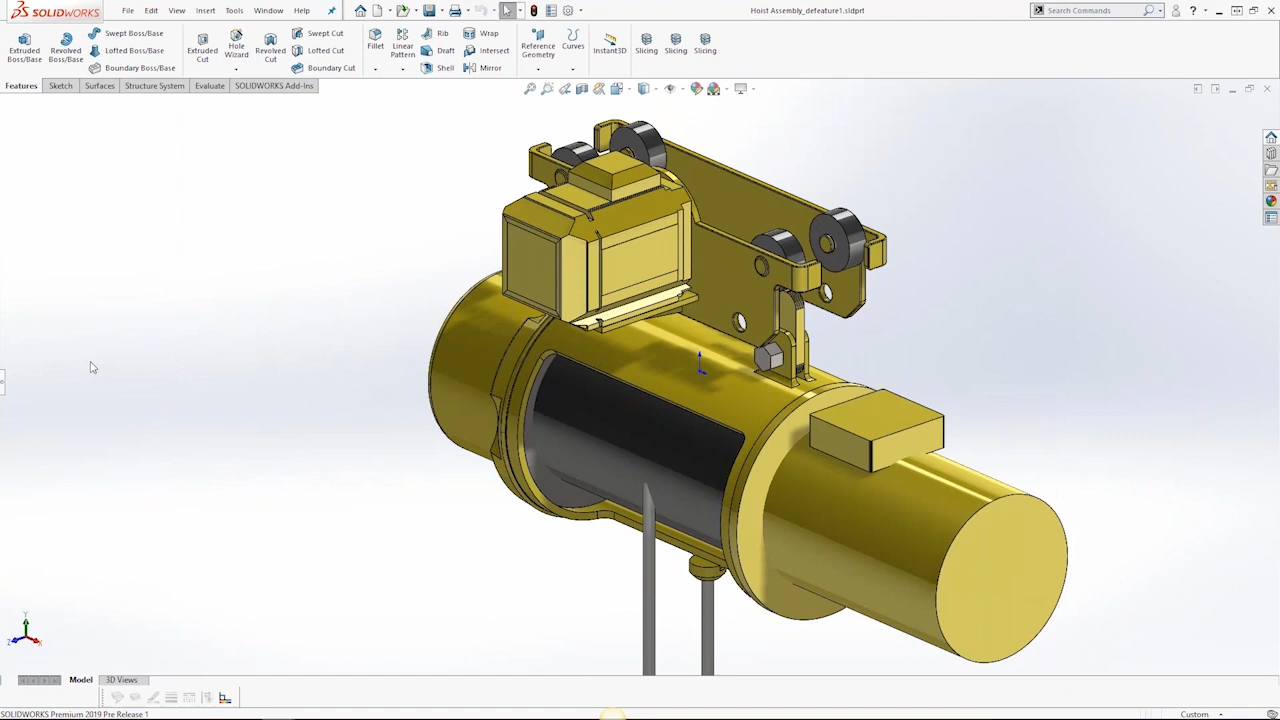 SOLIDWORKS File Edit View Insert Tools Window Help Hoist Assembly_defeature1.sldprt Search Commands ?
Extruded Boss/Base
Revolved Boss/Base
Swept Boss/Base
Lofted Boss/Base
Boundary Boss/Base
Extruded Cut
Hole Wizard
Revolved Cut
Swept Cut
Lofted Cut
Boundary Cut
Fillet
Linear Pattern
Rib
Draft
Shell
Wrap
Intersect
Mirror
Reference Geometry
Curves
Instant3D
Slicing
Slicing
Slicing
Features Sketch Surfaces Structure System Evaluate SOLIDWORKS Add-Ins
Y
Z X
Model 3D Views
SOLIDWORKS Premium 2019 Pre Release 1 Custom